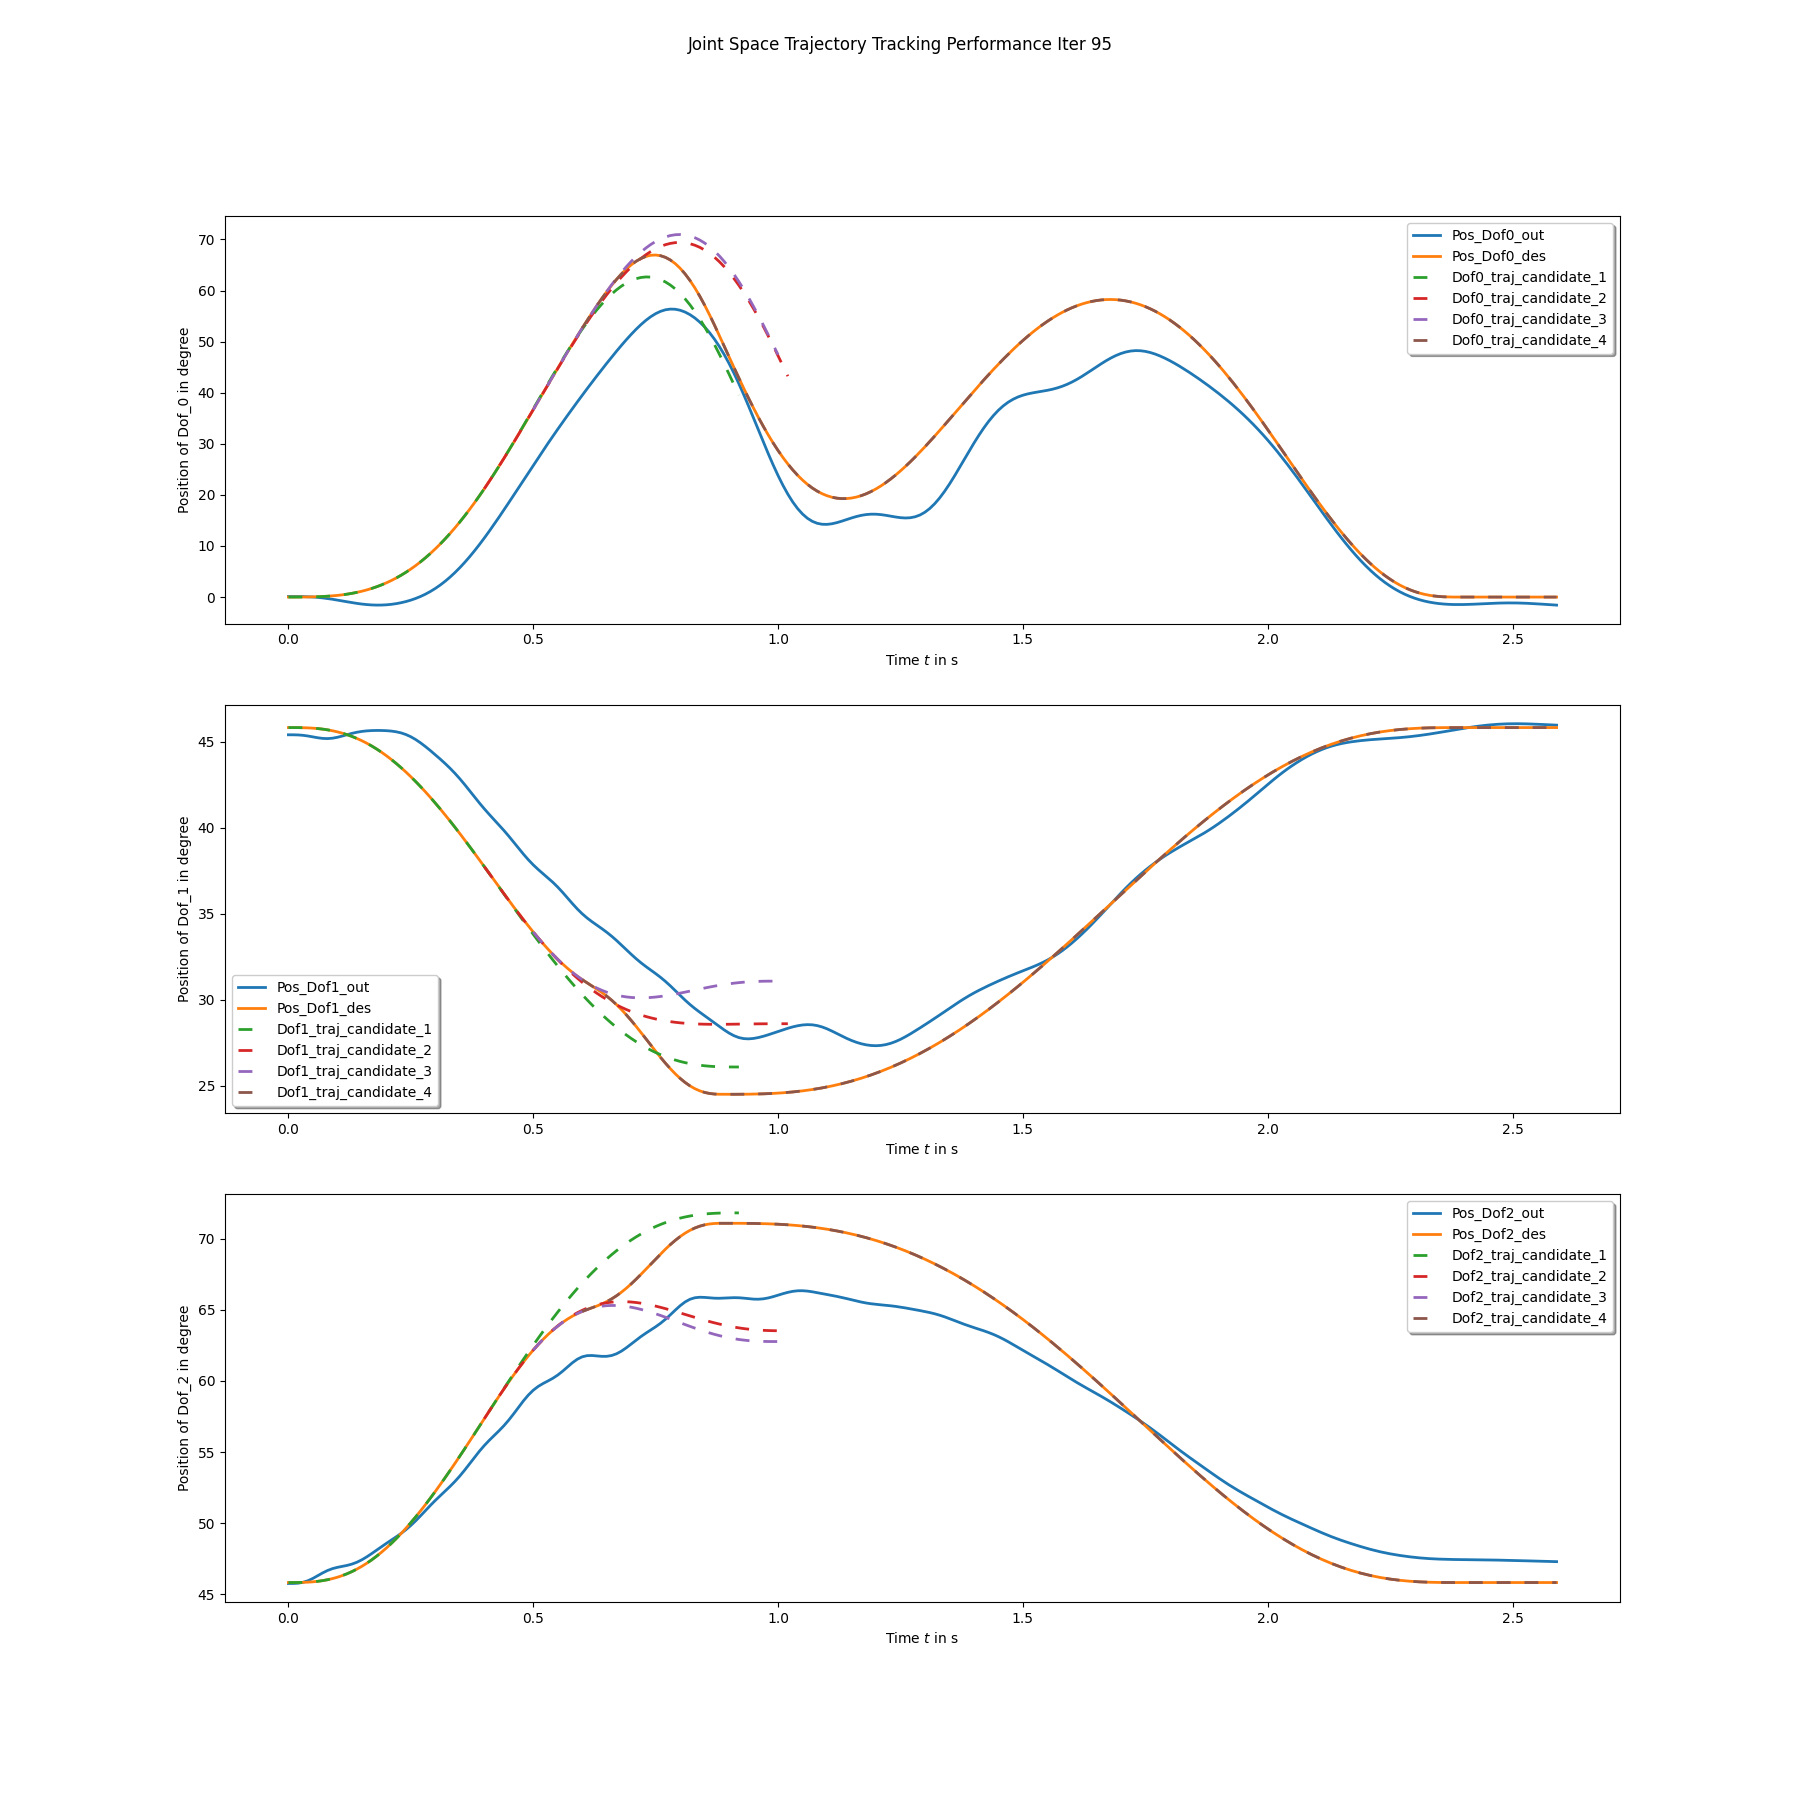 Joint Space Trajectory Tracking Performance Iter 95
Position of Dof_0 in degree
70
60
50
40
30
20
10
0
Pos_Dof0_out
Pos_Dof0_des
Dof0_traj_candidate_1
Dof0_traj_candidate_2
Dof0_traj_candidate_3
Dof0_traj_candidate_4
0.0 0.5 1.0 1.5 2.0 2.5
Time t in s
Position of Dof_1 in degree
45
40
35
30
25
Pos_Dof1_out
Pos_Dof1_des
Dof1_traj_candidate_1
Dof1_traj_candidate_2
Dof1_traj_candidate_3
Dof1_traj_candidate_4
0.0 0.5 1.0 1.5 2.0 2.5
Time t in s
Position of Dof_2 in degree
70
65
60
55
50
45
Pos_Dof2_out
Pos_Dof2_des
Dof2_traj_candidate_1
Dof2_traj_candidate_2
Dof2_traj_candidate_3
Dof2_traj_candidate_4
0.0 0.5 1.0 1.5 2.0 2.5
Time t in s